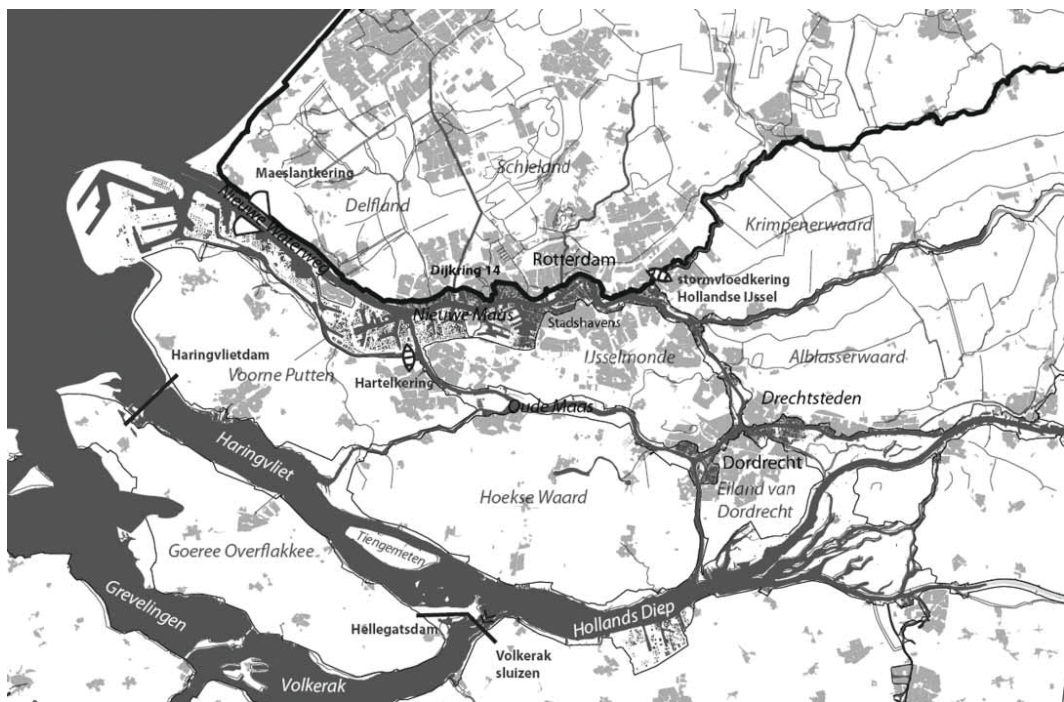 Maeslantkering
Schieland
Delfland
Nieuwe Waterweg
Krimpenerwaard
Rotterdam
Dijkring 14
stormvloedkering
Hollandse IJssel
Nieuwe Maas
Stadshavens
Haringvlietdam
Voorne Putten
Hartelkering
IJsselmonde
Alblasserwaard
Oude Maas
Drechtsteden
Haringvliet
Dordrecht
Eiland van
Dordrecht
Hoekse Waard
Goeree Overflakkee
Tiengemeten
Grevelingen
Hollands Diep
Hellegatsdam
Volkerak
sluizen
Volkerak